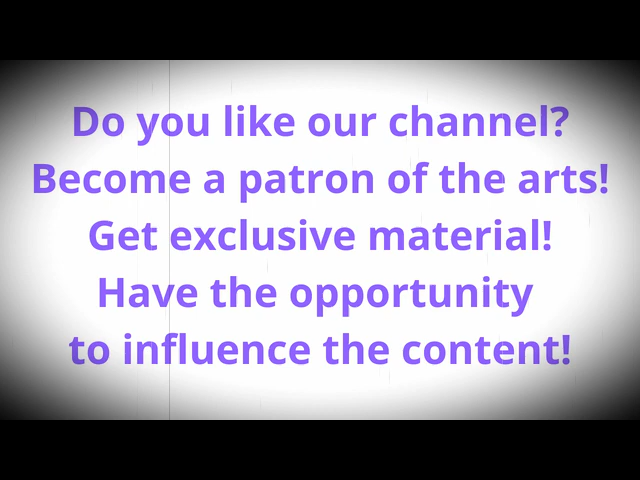 Do you like our channel?
Become a patron of the arts!
Get exclusive material!
Have the opportunity
to influence the content!